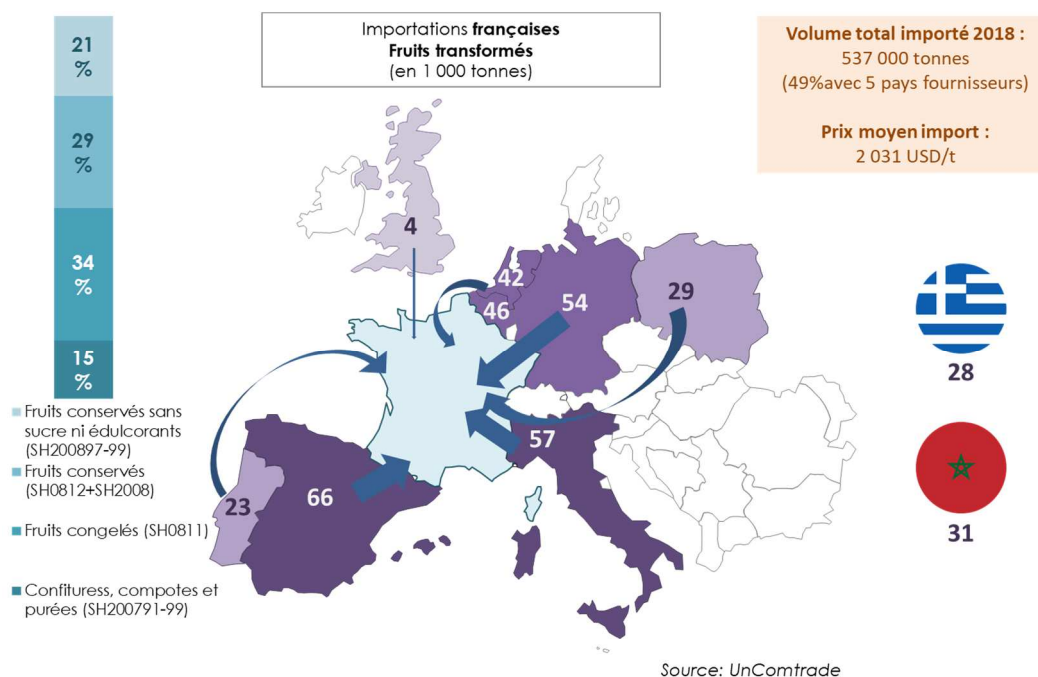 21
%
29
%
34
%
15
%
Fruits conservés sans
sucre ni édulcorants
(SH200897-99)
Fruits conservés
(SH0812+SH2008)
Fruits congelés (SH0811)
Confituress, compotes et
purées (SH200791-99)
Importations françaises
Fruits transformés
(en 1 000 tonnes)
Volume total importé 2018 :
537 000 tonnes
(49%avec 5 pays fournisseurs)
Prix moyen import :
2 031 USD/t
4
42
46
54
29
57
66
23
28
31
Source: UnComtrade